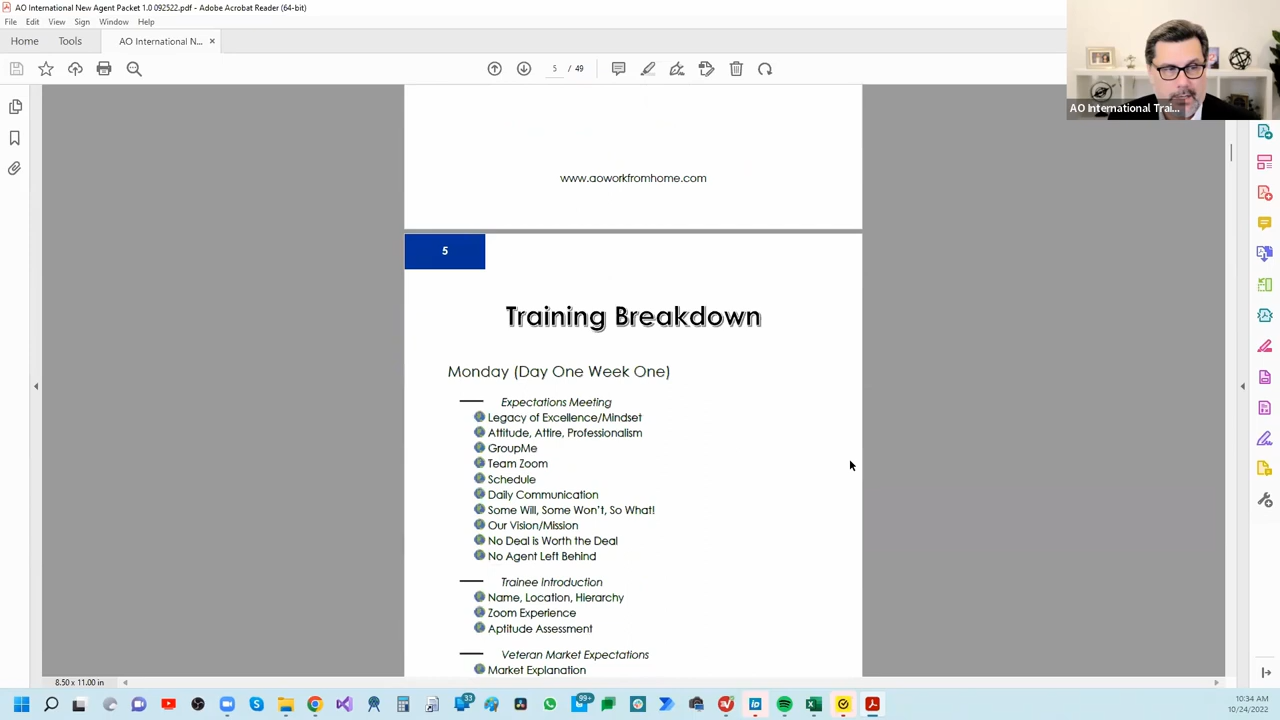 AO International New Agent Packet 1.0 092522.pdf - Adobe Acrobat Reader (64-bit)
File Edit View Sign Window Help
Home Tools AO International N... ×
5 / 49
AO International Trai...
www.aoworkfromhome.com
5
Training Breakdown
Monday (Day One Week One)
Expectations Meeting
Legacy of Excellence/Mindset
Attitude, Attire, Professionalism
GroupMe
Team Zoom
Schedule
Daily Communication
Some Will, Some Won't, So What!
Our Vision/Mission
No Deal is Worth the Deal
No Agent Left Behind
Trainee Introduction
Name, Location, Hierarchy
Zoom Experience
Aptitude Assessment
Veteran Market Expectations
Market Explanation
8.50 x 11.00 in
33
99+
10:34 AM
10/24/2022